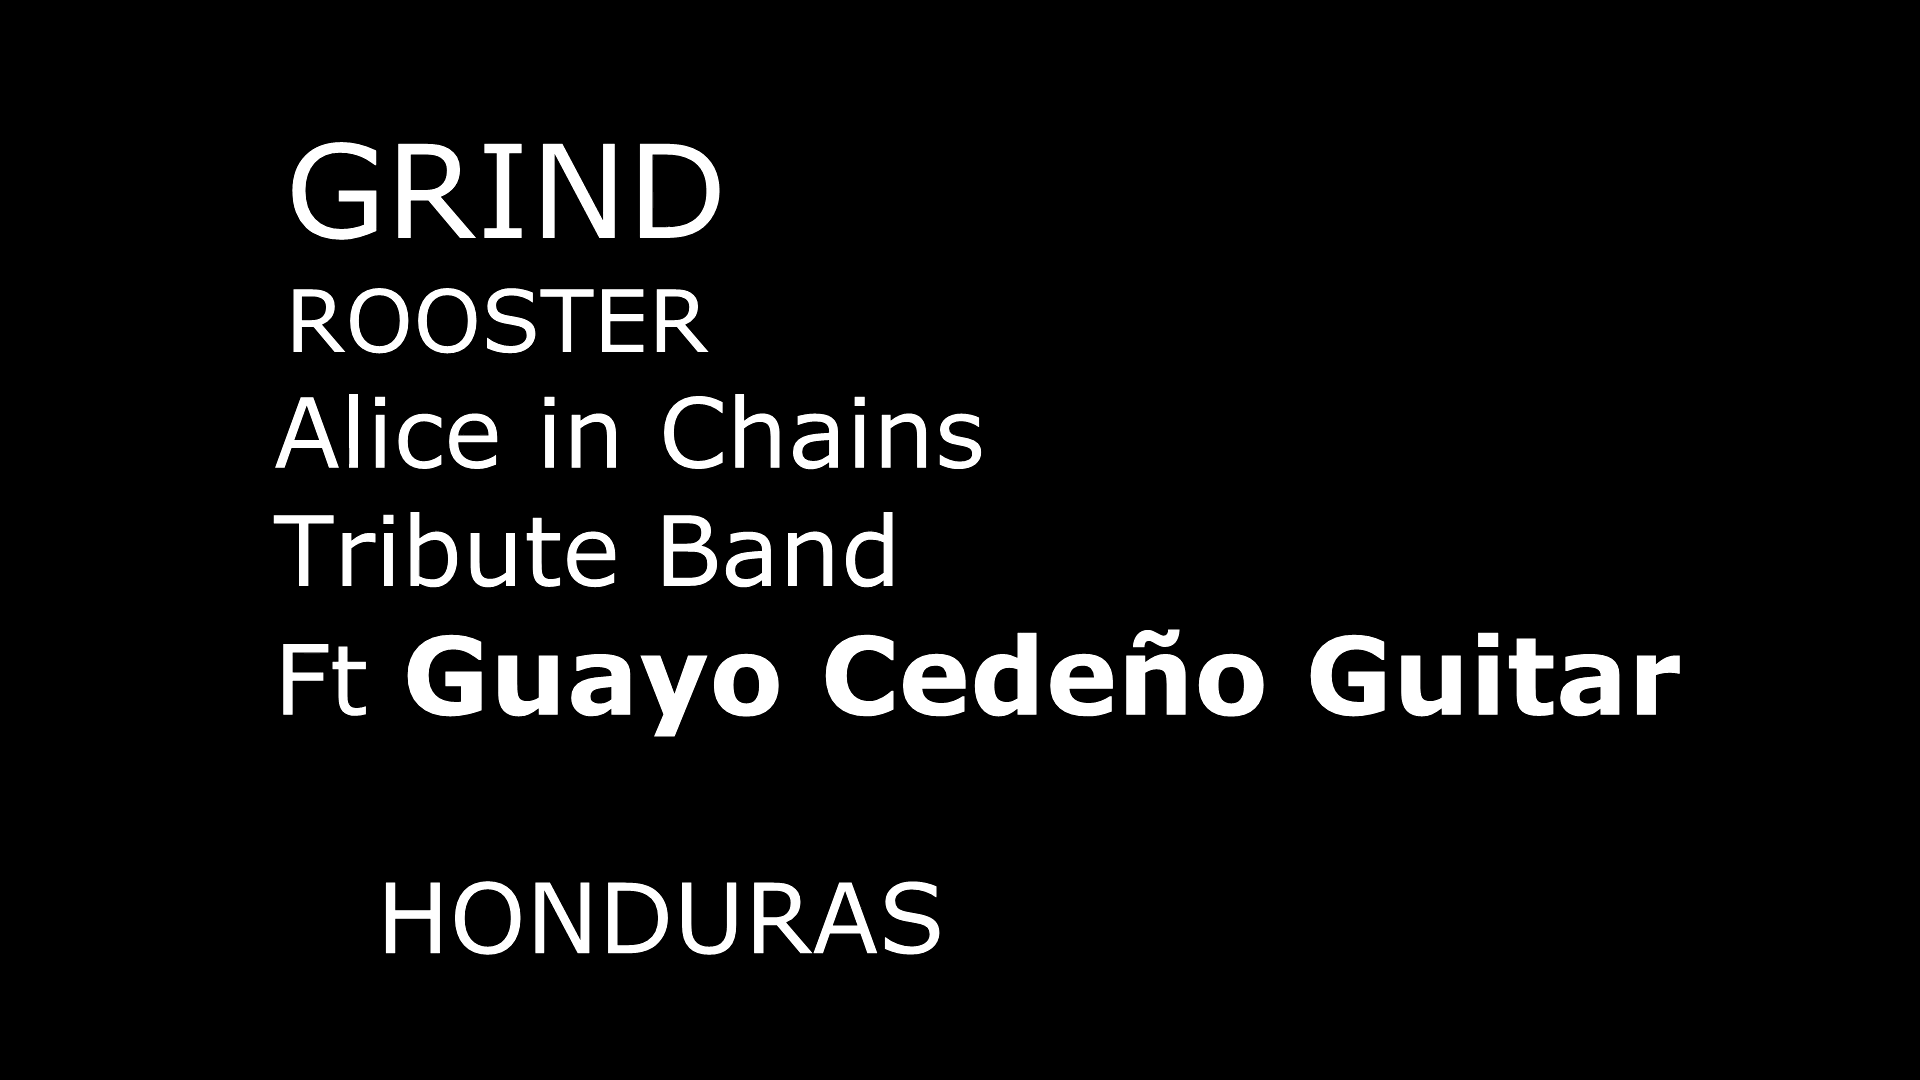 GRIND
ROOSTER
Alice in Chains
Tribute Band
Ft Guayo Cedeño Guitar
HONDURAS